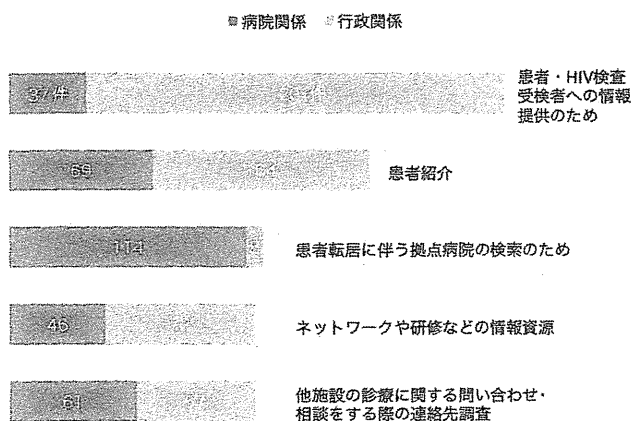 病院関係 行政関係
37件
患者・HIV検査
受検者への情報
提供のため
69
患者紹介
114
患者転居に伴う拠点病院の検索のため
46
ネットワークや研修などの情報資源
61
他施設の診療に関する問い合わせ・
相談をする際の連絡先調査